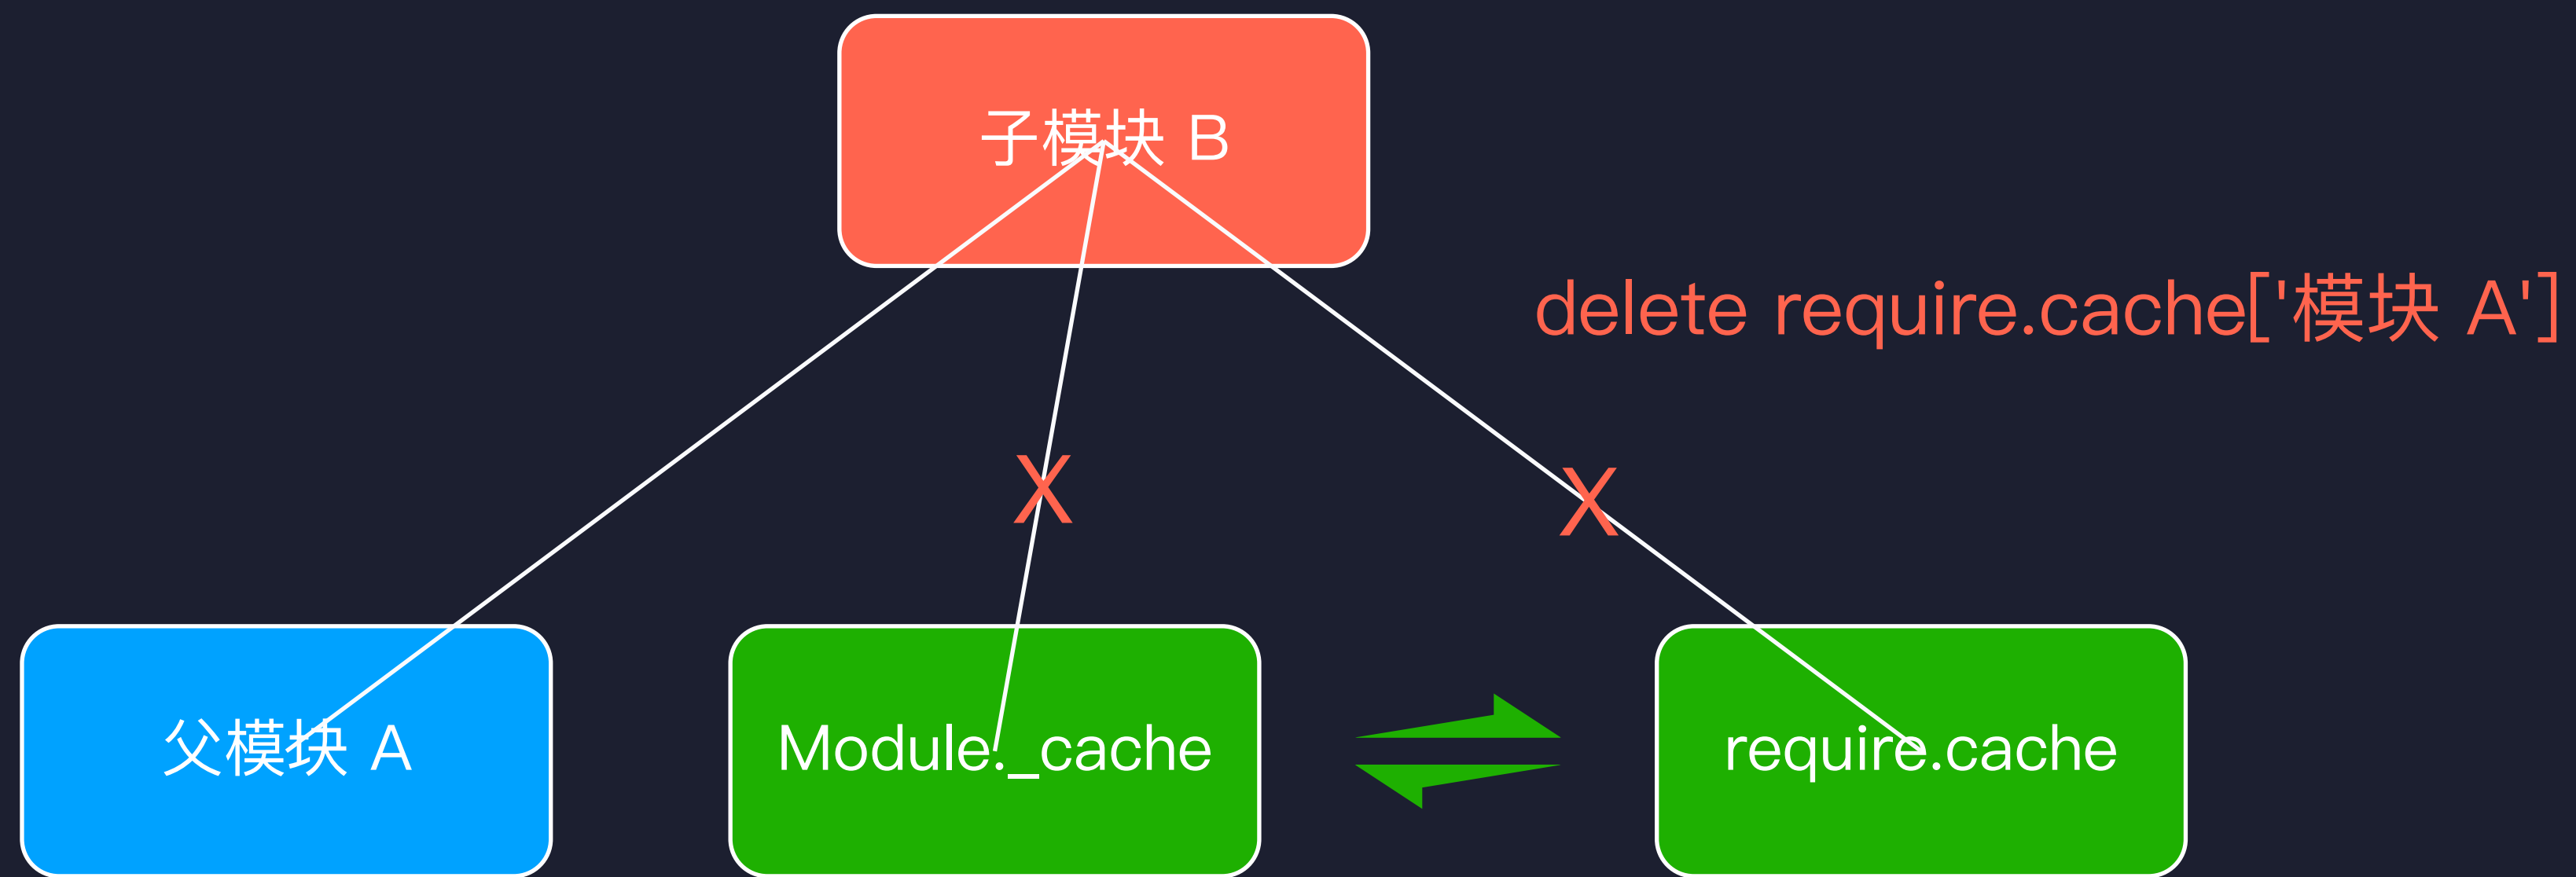 子模块 B
delete require.cache['模块 A']
X
X
父模块 A
Module._cache
require.cache